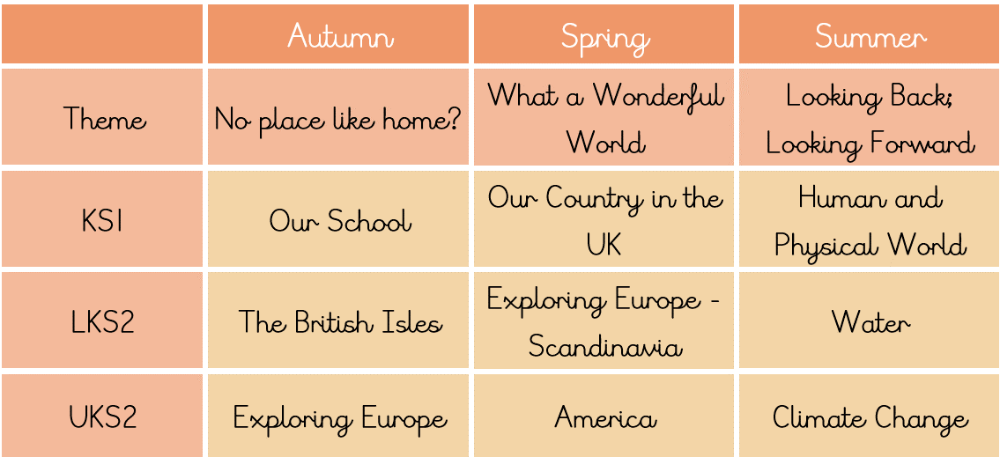 Autumn Spring Summer
Theme No place like home? What a Wonderful World Looking Back; Looking Forward
KS1 Our School Our Country in the UK Human and Physical World
LKS2 The British Isles Exploring Europe - Scandinavia Water
UKS2 Exploring Europe America Climate Change